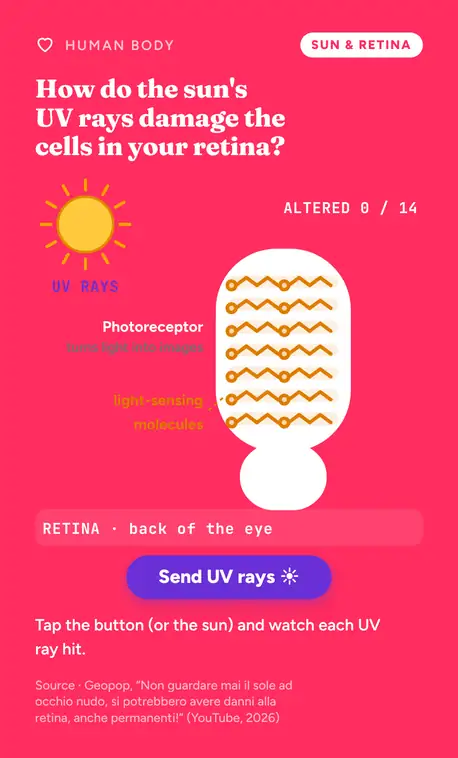 HUMAN BODY
SUN & RETINA
How do the sun's
UV rays damage the
cells in your retina?
ALTERED 0 / 14
UV RAYS
Photoreceptor
turns light into images
light-sensing
molecules
RETINA · back of the eye
Send UV rays ☀
Tap the button (or the sun) and watch each UV
ray hit.
Source · Geopop, “Non guardare mai il sole ad
occhio nudo, si potrebbero avere danni alla
retina, anche permanenti!” (YouTube, 2026)